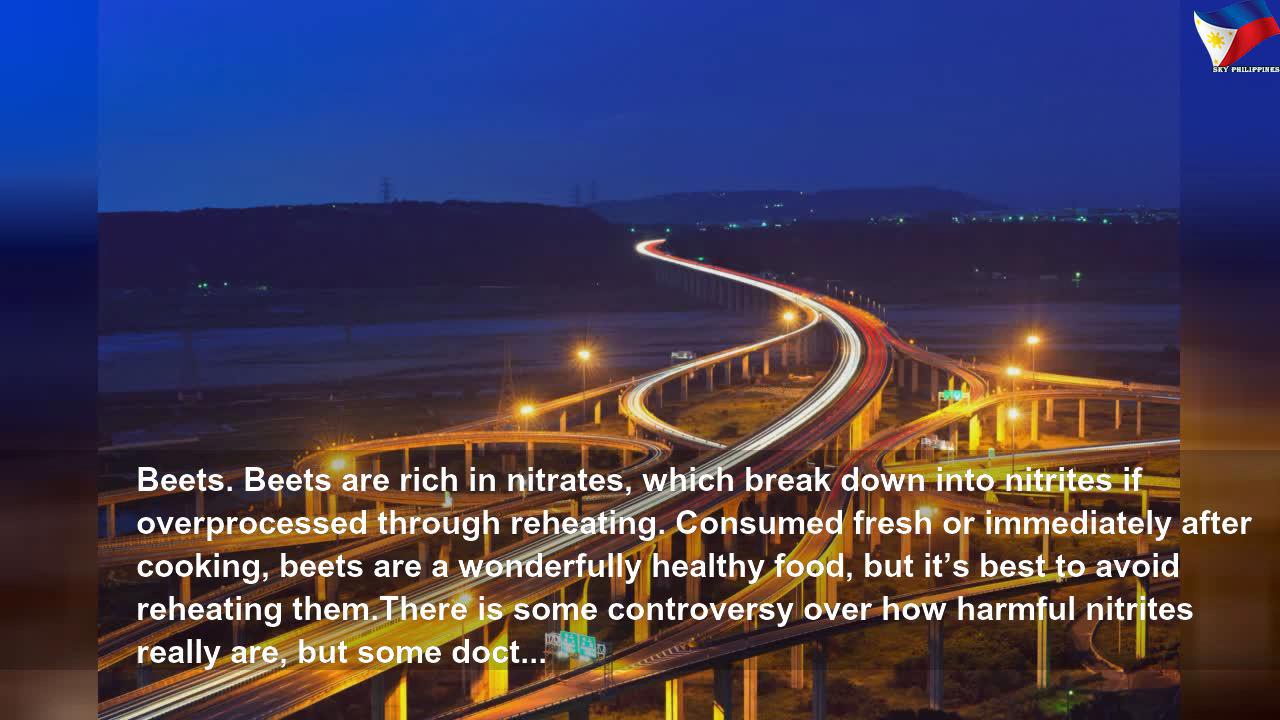 SKY PHILIPPINES
Beets. Beets are rich in nitrates, which break down into nitrites if
overprocessed through reheating. Consumed fresh or immediately after
cooking, beets are a wonderfully healthy food, but it’s best to avoid
reheating them.There is some controversy over how harmful nitrites
really are, but some doct...